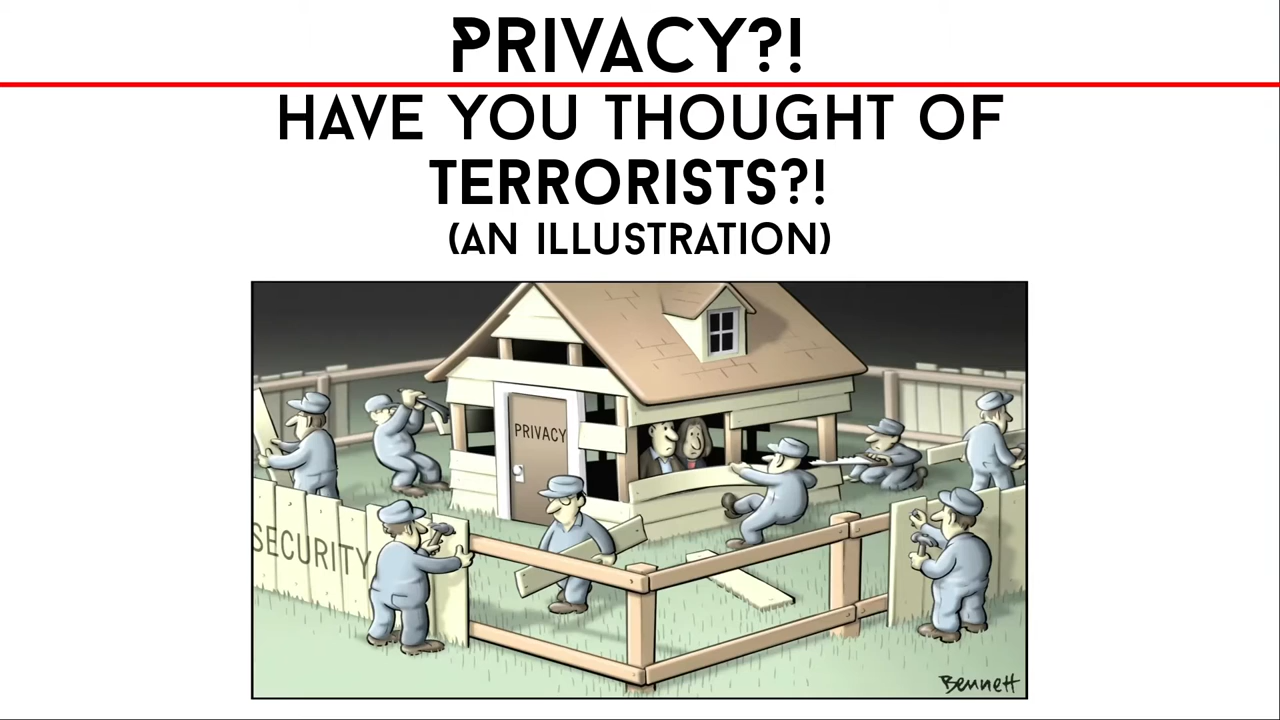 PRIVACY?!
HAVE YOU THOUGHT OF
TERRORISTS?!
(AN ILLUSTRATION)
PRIVACY
SECURITY
Bennett